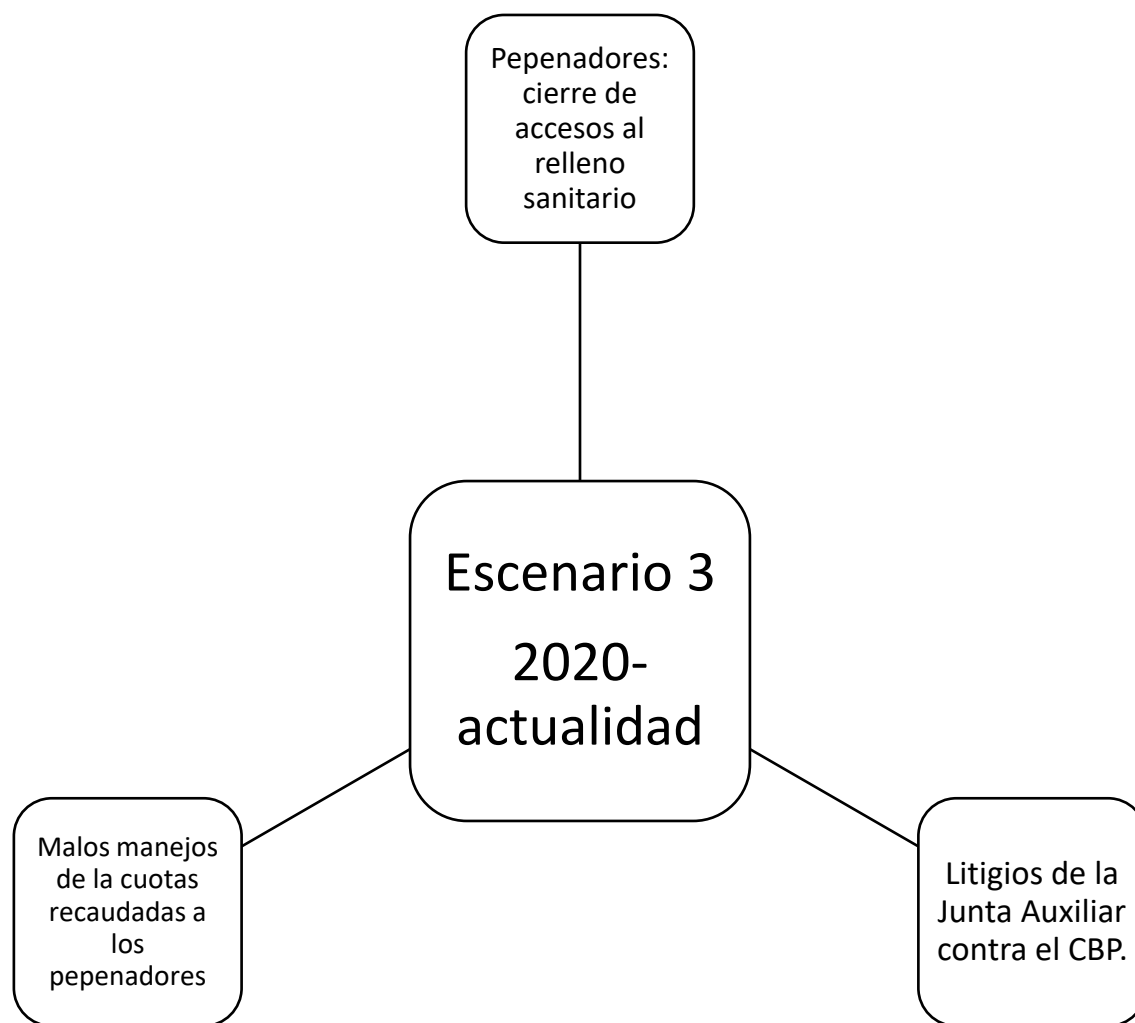 Pepenadores:
cierre de
accesos al
relleno
sanitario
Escenario 3
2020-
actualidad
Malos manejos
de la cuotas
recaudadas a
los
pepenadores
Litigios de la
Junta Auxiliar
contra el CBP.